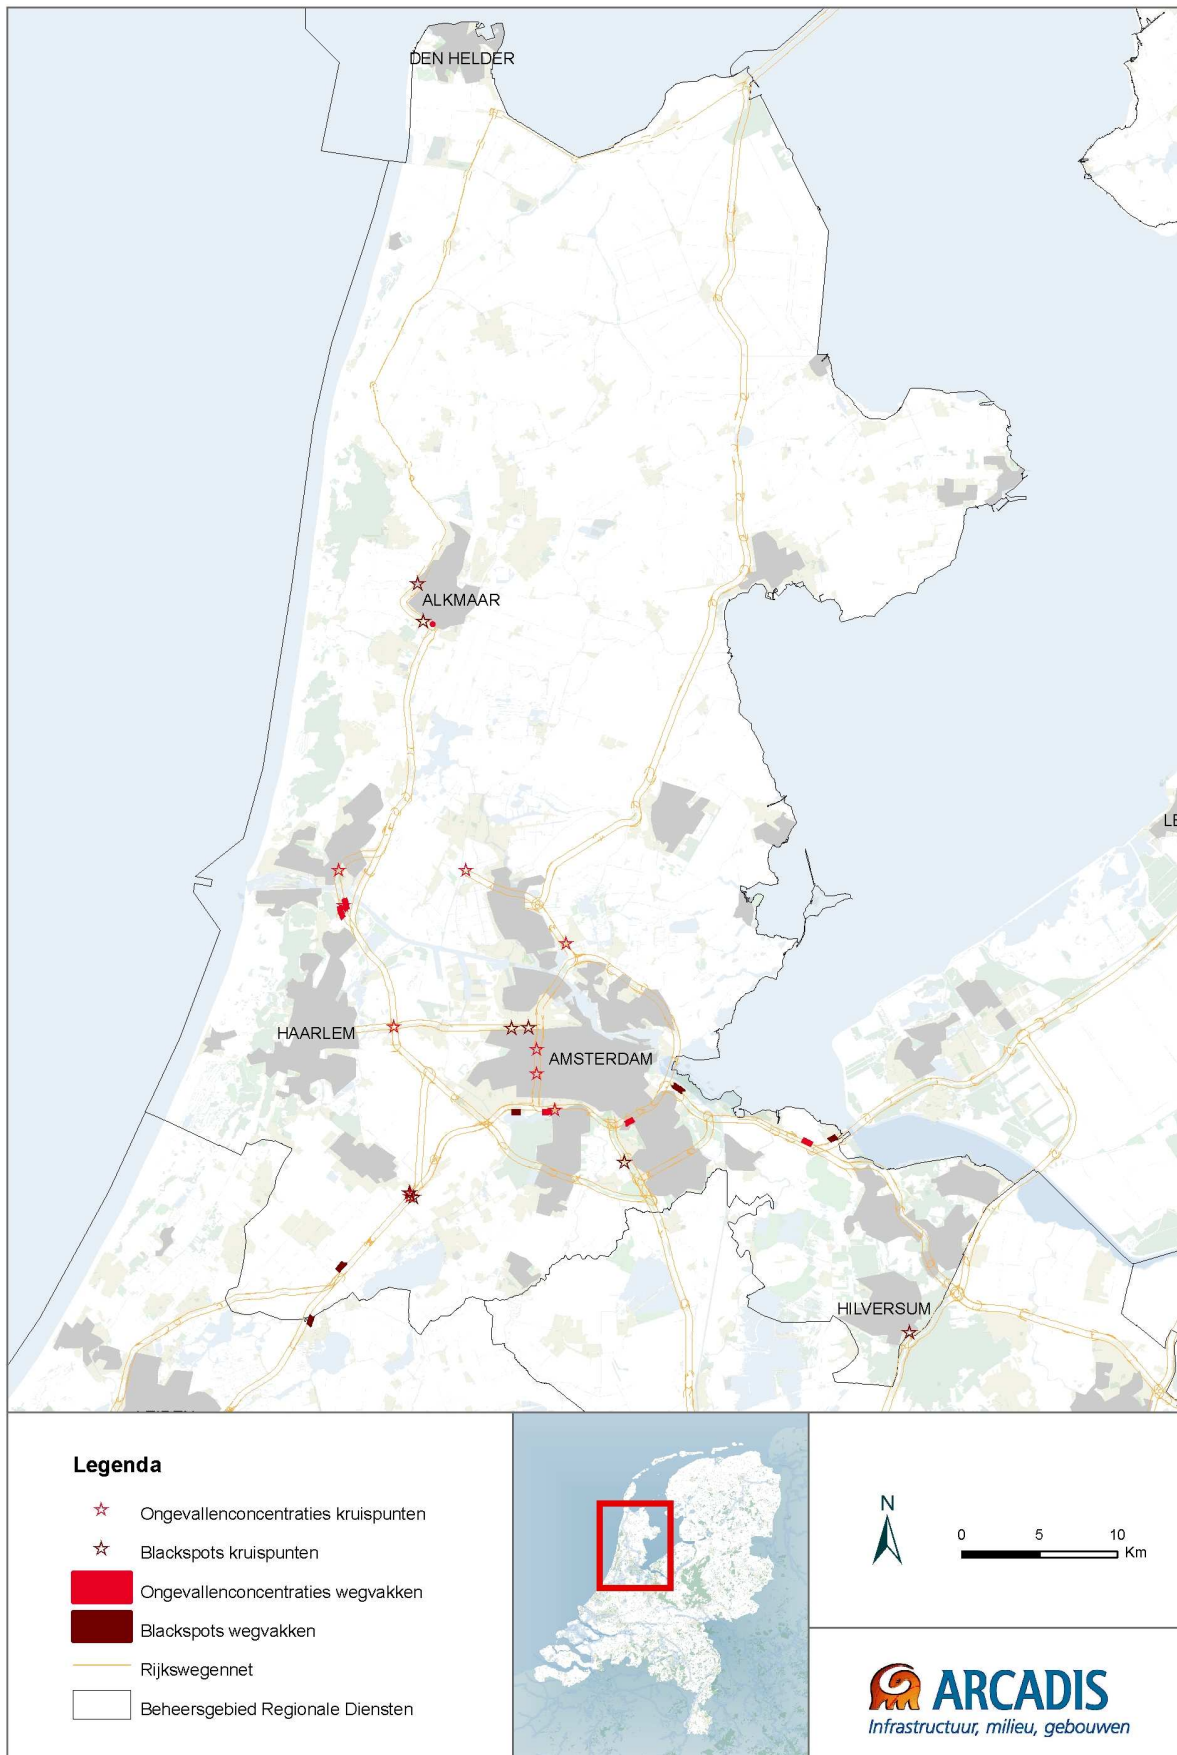 DEN HELDER
ALKMAAR
LE
HAARLEM
AMSTERDAM
HILVERSUM
Legenda
Ongevallenconcentraties kruispunten
Blackspots kruispunten
Ongevallenconcentraties wegvakken
Blackspots wegvakken
Rijkswegennet
Beheersgebied Regionale Diensten
N
0 5 10
Km
ARCADIS
Infrastructuur, milieu, gebouwen